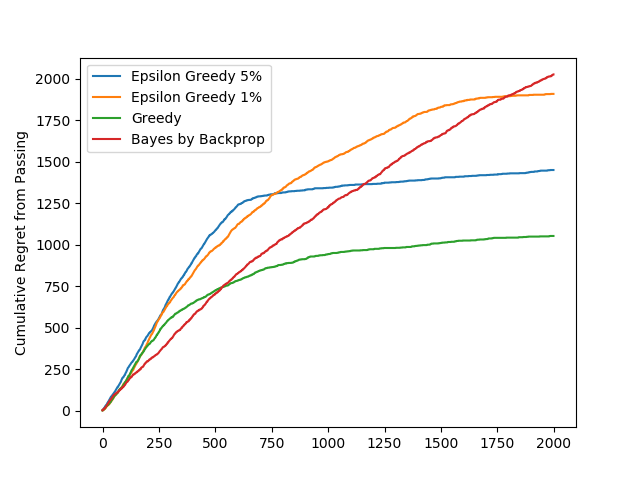 Epsilon Greedy 5%
Epsilon Greedy 1%
Greedy
Bayes by Backprop
Cumulative Regret from Passing
2000
1750
1500
1250
1000
750
500
250
0
0 250 500 750 1000 1250 1500 1750 2000